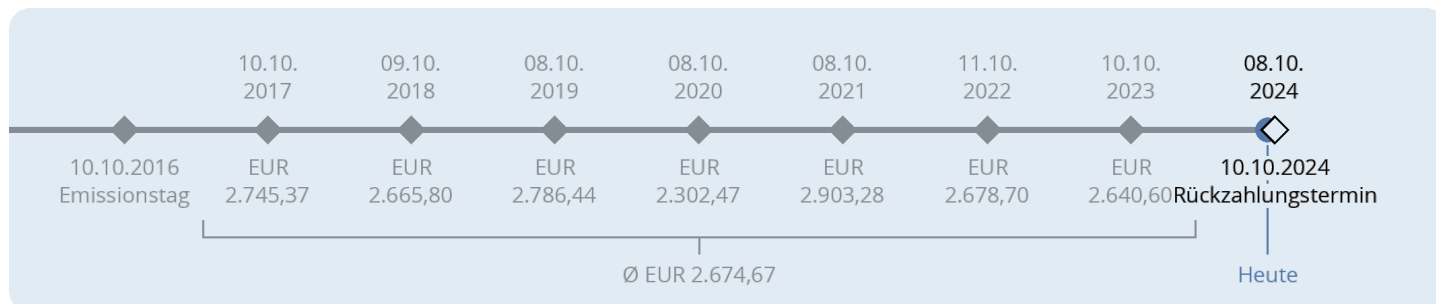 10.10.
2017
09.10.
2018
08.10.
2019
08.10.
2020
08.10.
2021
11.10.
2022
10.10.
2023
08.10.
2024
10.10.2016
Emissionstag
EUR
2.745,37
EUR
2.665,80
EUR
2.786,44
EUR
2.302,47
EUR
2.903,28
EUR
2.678,70
EUR
2.640,60
10.10.2024
Rückzahlungstermin
Ø EUR 2.674,67
Heute